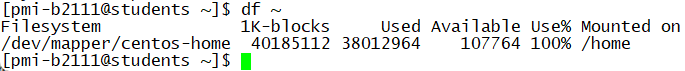 [pmi-b2111@students ~]$ df ~
Filesystem 1K-blocks Used Available Use% Mounted on
/dev/mapper/centos-home 40185112 38012964 107764 100% /home
[pmi-b2111@students ~]$